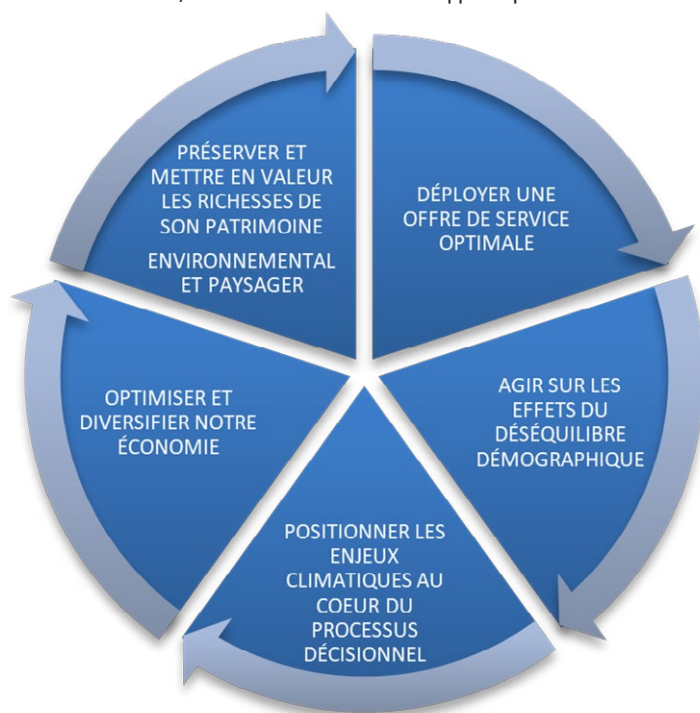 DÉPLOYER UNE
OFFRE DE SERVICE
OPTIMALE
AGIR SUR LES
EFFETS DU
DÉSÉQUILIBRE
DÉMOGRAPHIQUE
POSITIONNER LES
ENJEUX
CLIMATIQUES AU
COEUR DU
PROCESSUS
DÉCISIONNEL
OPTIMISER ET
DIVERSIFIER NOTRE
ÉCONOMIE
PRÉSERVER ET
METTRE EN VALEUR
LES RICHESSES DE
SON PATRIMOINE
ENVIRONNEMENTAL
ET PAYSAGER